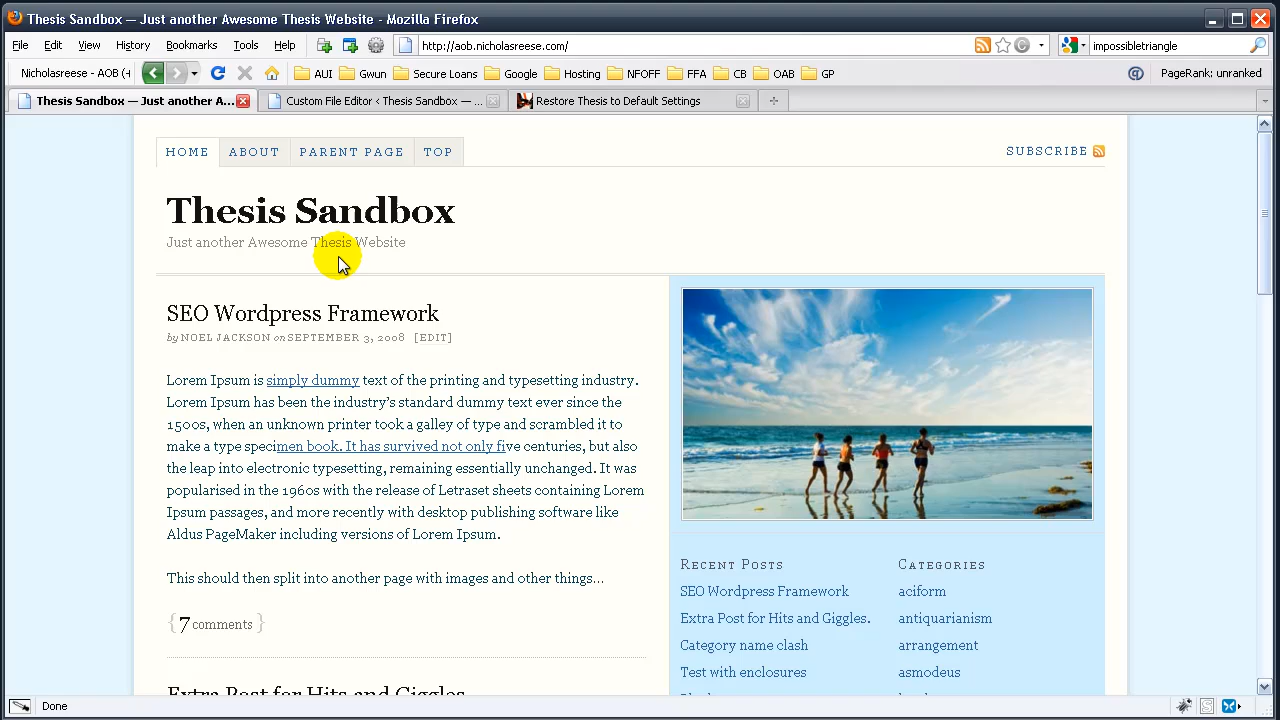 Thesis Sandbox — Just another Awesome Thesis Website - Mozilla Firefox
File Edit View History Bookmarks Tools Help http://aob.nicholasreese.com/ impossibletriangle
Nicholasreese - AOB (+ AUI Gwun Secure Loans Google Hosting NFOFF FFA CB OAB GP PageRank: unranked
Thesis Sandbox — Just another A... Custom File Editor ‹ Thesis Sandbox — ... Restore Thesis to Default Settings
HOME ABOUT PARENT PAGE TOP SUBSCRIBE
Thesis Sandbox
Just another Awesome Thesis Website
SEO Wordpress Framework
by NOEL JACKSON on SEPTEMBER 3, 2008 [EDIT]
Lorem Ipsum is simply dummy text of the printing and typesetting industry.
Lorem Ipsum has been the industry’s standard dummy text ever since the
1500s, when an unknown printer took a galley of type and scrambled it to
make a type specimen book. It has survived not only five centuries, but also
the leap into electronic typesetting, remaining essentially unchanged. It was
popularised in the 1960s with the release of Letraset sheets containing Lorem
Ipsum passages, and more recently with desktop publishing software like
Aldus PageMaker including versions of Lorem Ipsum.
This should then split into another page with images and other things…
{ 7 comments }
Extra Post for Hits and Giggles
Recent Posts
SEO Wordpress Framework
Extra Post for Hits and Giggles.
Category name clash
Test with enclosures
Categories
aciform
antiquarianism
arrangement
asmodeus
Done